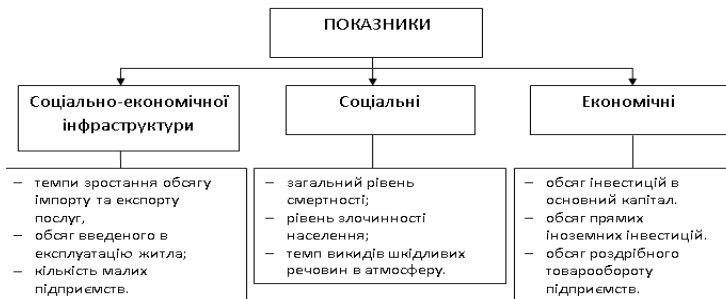 ПОКАЗНИКИ
Соціально-економічної
інфраструктури
Соціальні
Економічні
– темпи зростання обсягу
імпорту та експорту
послуг,
– обсяг введеного в
експлуатацію житла;
– кількість малих
підприємств.
– загальний рівень
смертності;
– рівень злочинності
населення;
– темп викидів шкідливих
речовин в атмосферу.
– обсяг інвестицій в
основний капітал.
– обсяг прямих
іноземних інвестицій.
– обсяг роздрібного
товарообороту
підприємств.